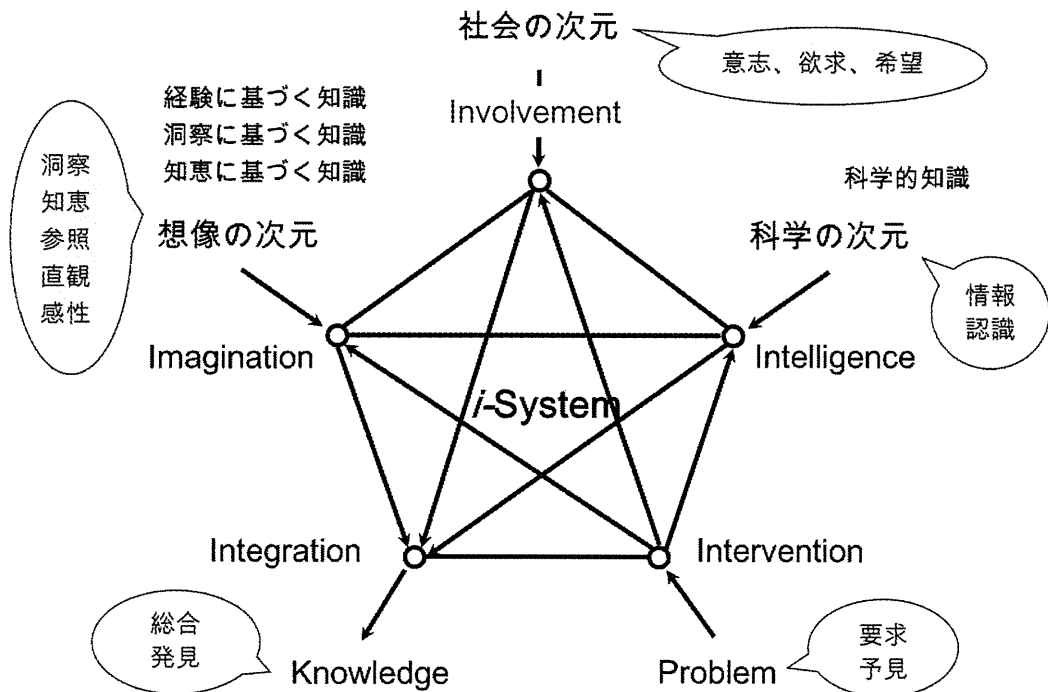 社会の次元
意志、欲求、希望
経験に基づく知識
洞察に基づく知識
知恵に基づく知識
Involvement
洞察
知恵
参照
直観
感性
科学的知識
想像の次元
科学の次元
情報
認識
Imagination
Intelligence
i-System
Integration
Intervention
総合
発見
要求
予見
Knowledge
Problem